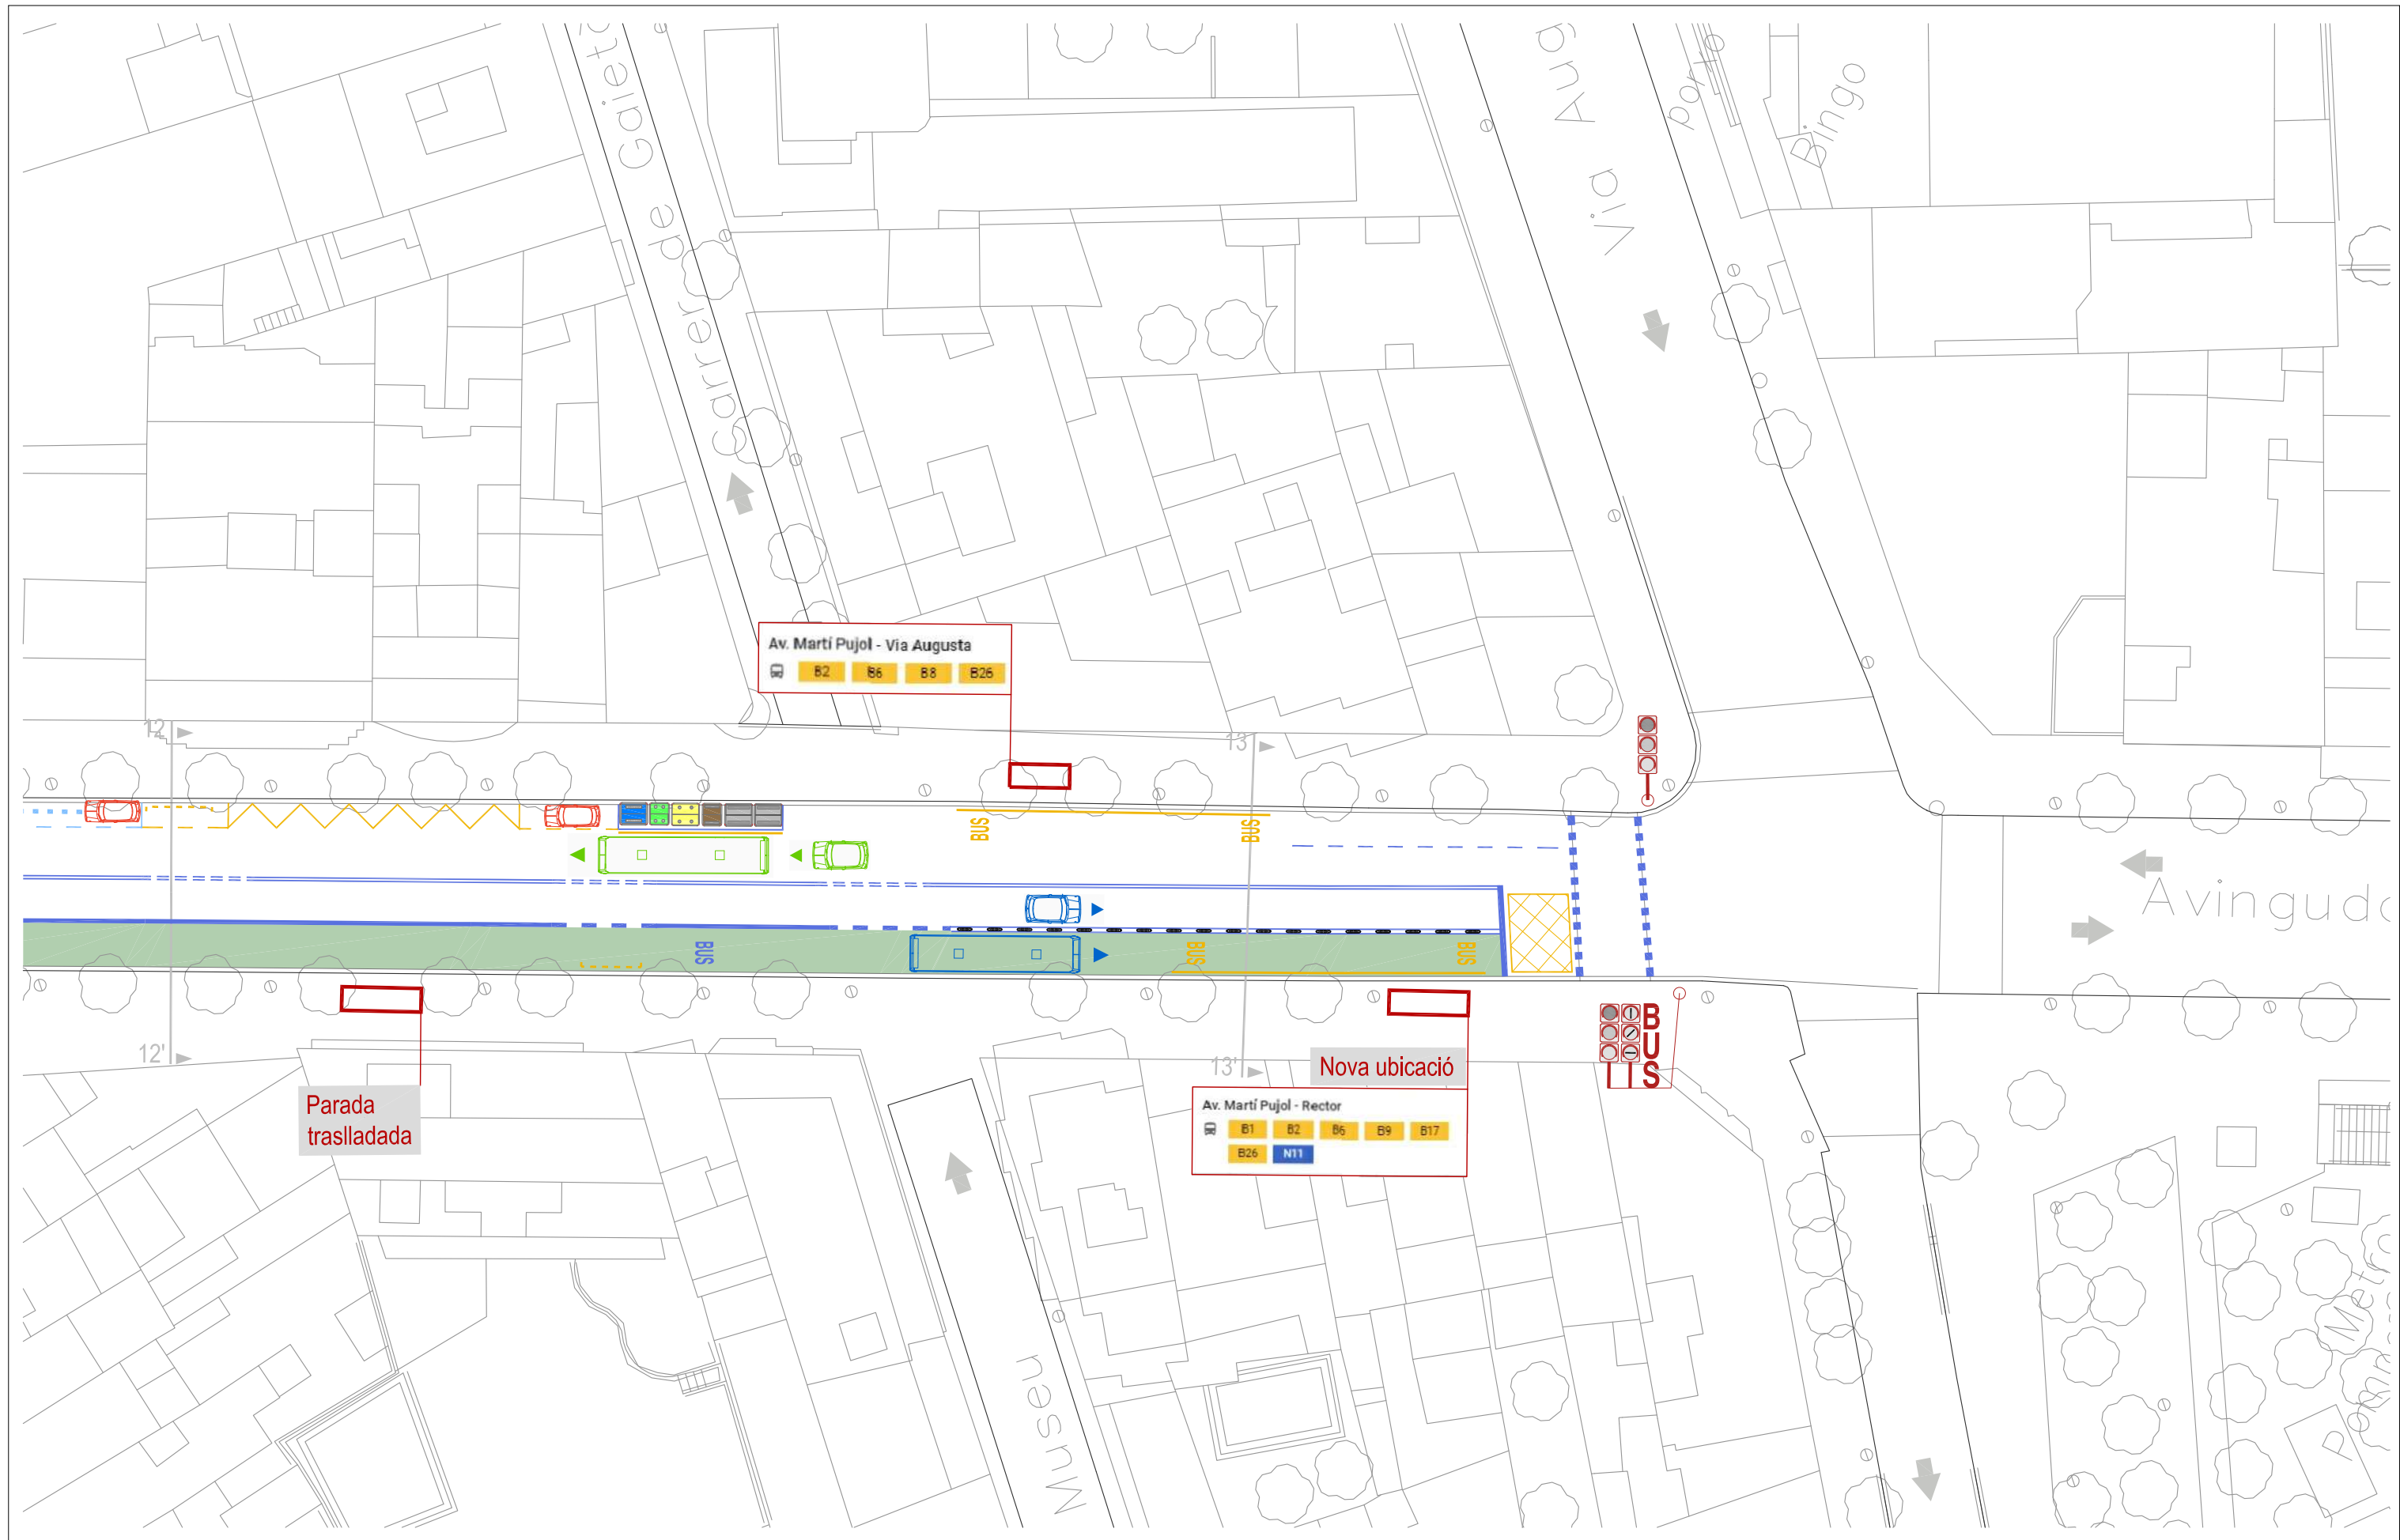 Carrer de Gaietà
Via Aug
Bingo
Av. Martí Pujol - Via Augusta
B2 B6 B8 B26
12
13
BUS
BUS
Avinguda
BUS
BUS
BUS
12'
13'
Parada
traslladada
Nova ubicació
BUS
Av. Martí Pujol - Rector
B1 B2 B6 B9 B17
B26 N11
Museu